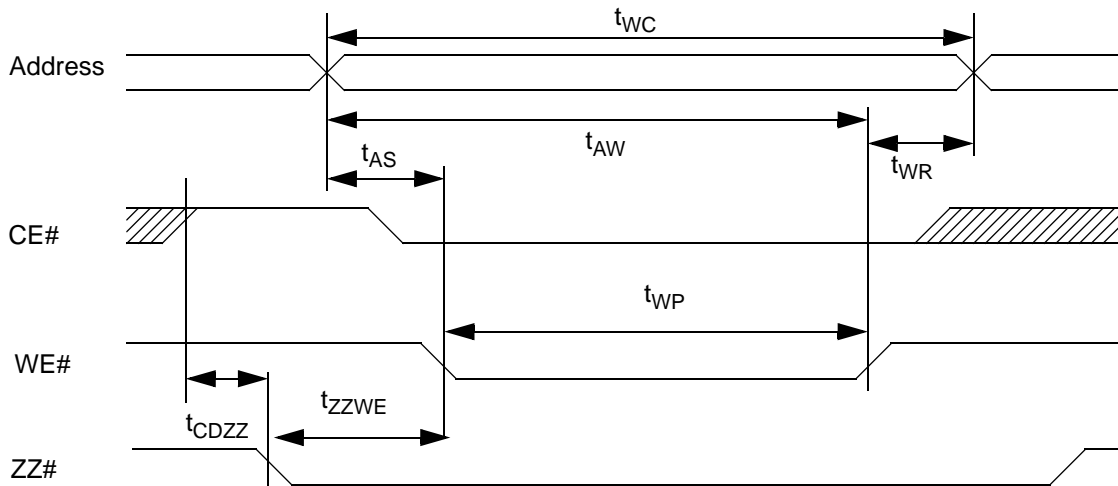 tWC
Address
tAW
tAS
tWR
CE#
tWP
WE#
tZZWE
tCDZZ
ZZ#